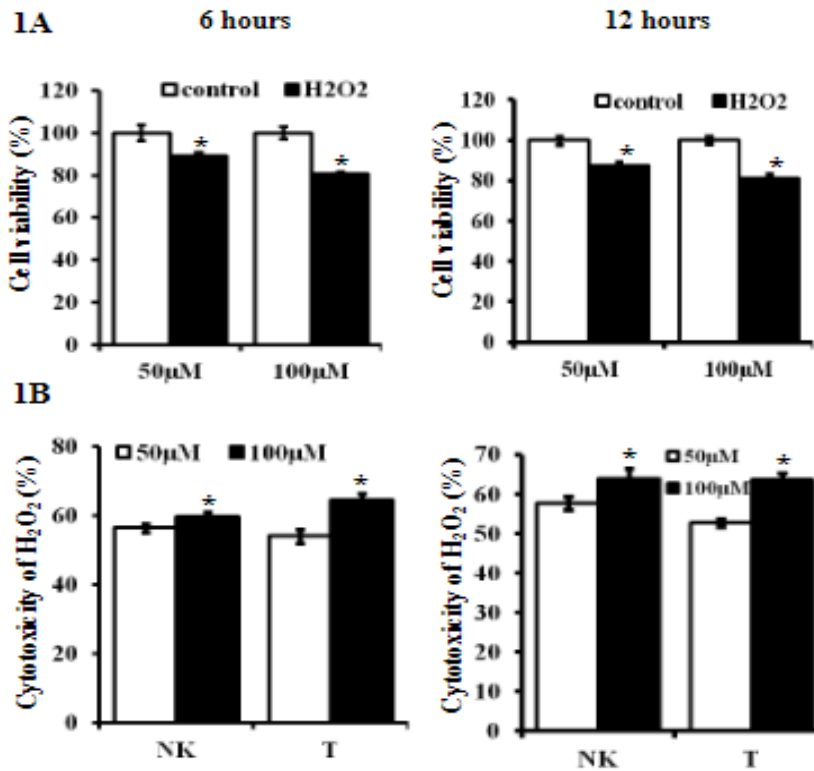 1A 6 hours 12 hours
control H2O2
Cell viability (%)
120
100
80
60
40
20
0
* *
50µM 100µM
control H2O2
Cell viability (%)
120
100
80
60
40
20
0
* *
50µM 100µM
1B
50µM 100µM
Cytotoxicity of H₂O₂ (%)
80
60
40
20
0
* *
NK T
50µM
100µM
Cytotoxicity of H₂O₂ (%)
70
60
50
40
30
20
10
0
* *
NK T